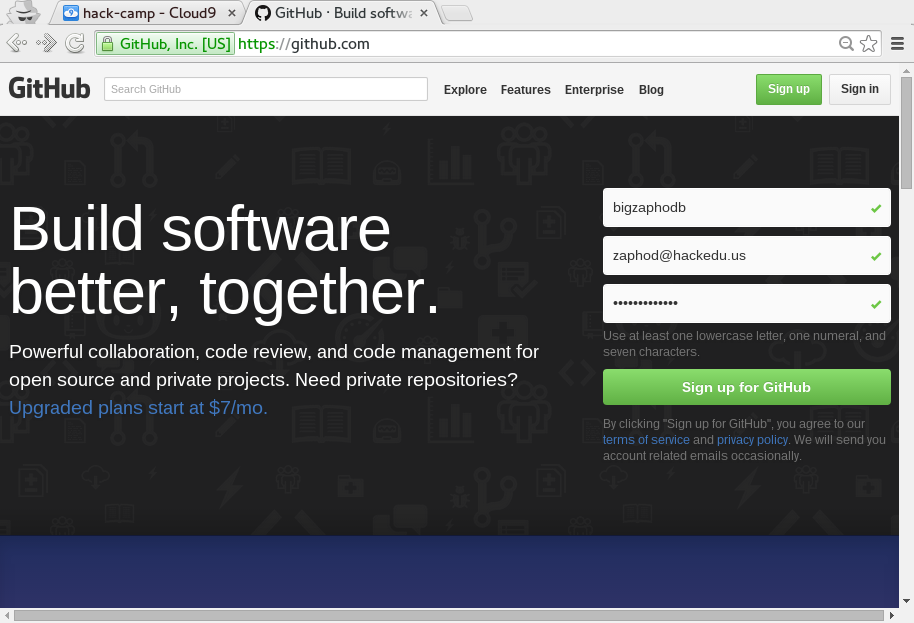 hack-camp - Cloud9
GitHub · Build softw
GitHub, Inc. [US] https://github.com
GitHub
Search GitHub
Explore Features Enterprise Blog
Sign up Sign in
Build software
better, together.
Powerful collaboration, code review, and code management for
open source and private projects. Need private repositories?
Upgraded plans start at $7/mo.
bigzaphodb
zaphod@hackedu.us
•••••••••••••
Use at least one lowercase letter, one numeral, and
seven characters.
Sign up for GitHub
By clicking "Sign up for GitHub", you agree to our
terms of service and privacy policy. We will send you
account related emails occasionally.